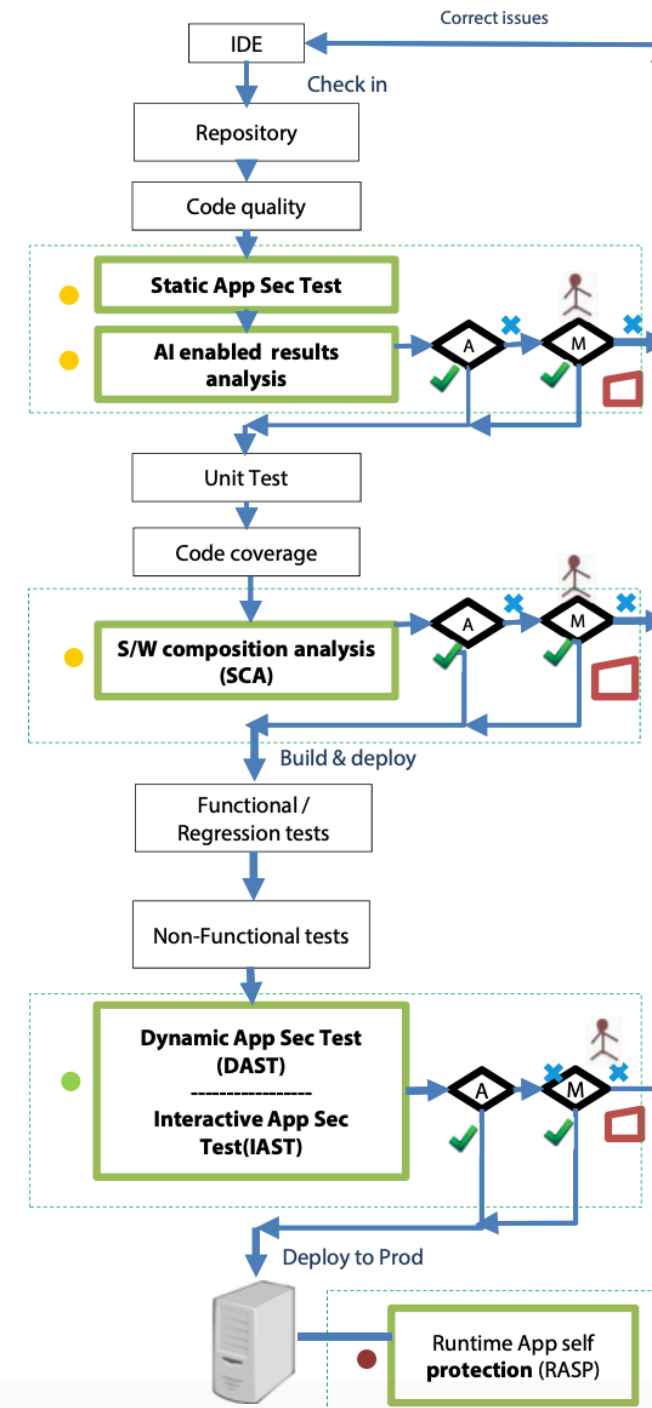 Correct issues
IDE
Check in
Repository
Code quality
Static App Sec Test
AI enabled results
analysis
A
M
Unit Test
Code coverage
S/W composition analysis
(SCA)
A
M
Build & deploy
Functional /
Regression tests
Non-Functional tests
Dynamic App Sec Test
(DAST)
-----------------
Interactive App Sec
Test(IAST)
A
M
Deploy to Prod
Runtime App self
protection (RASP)